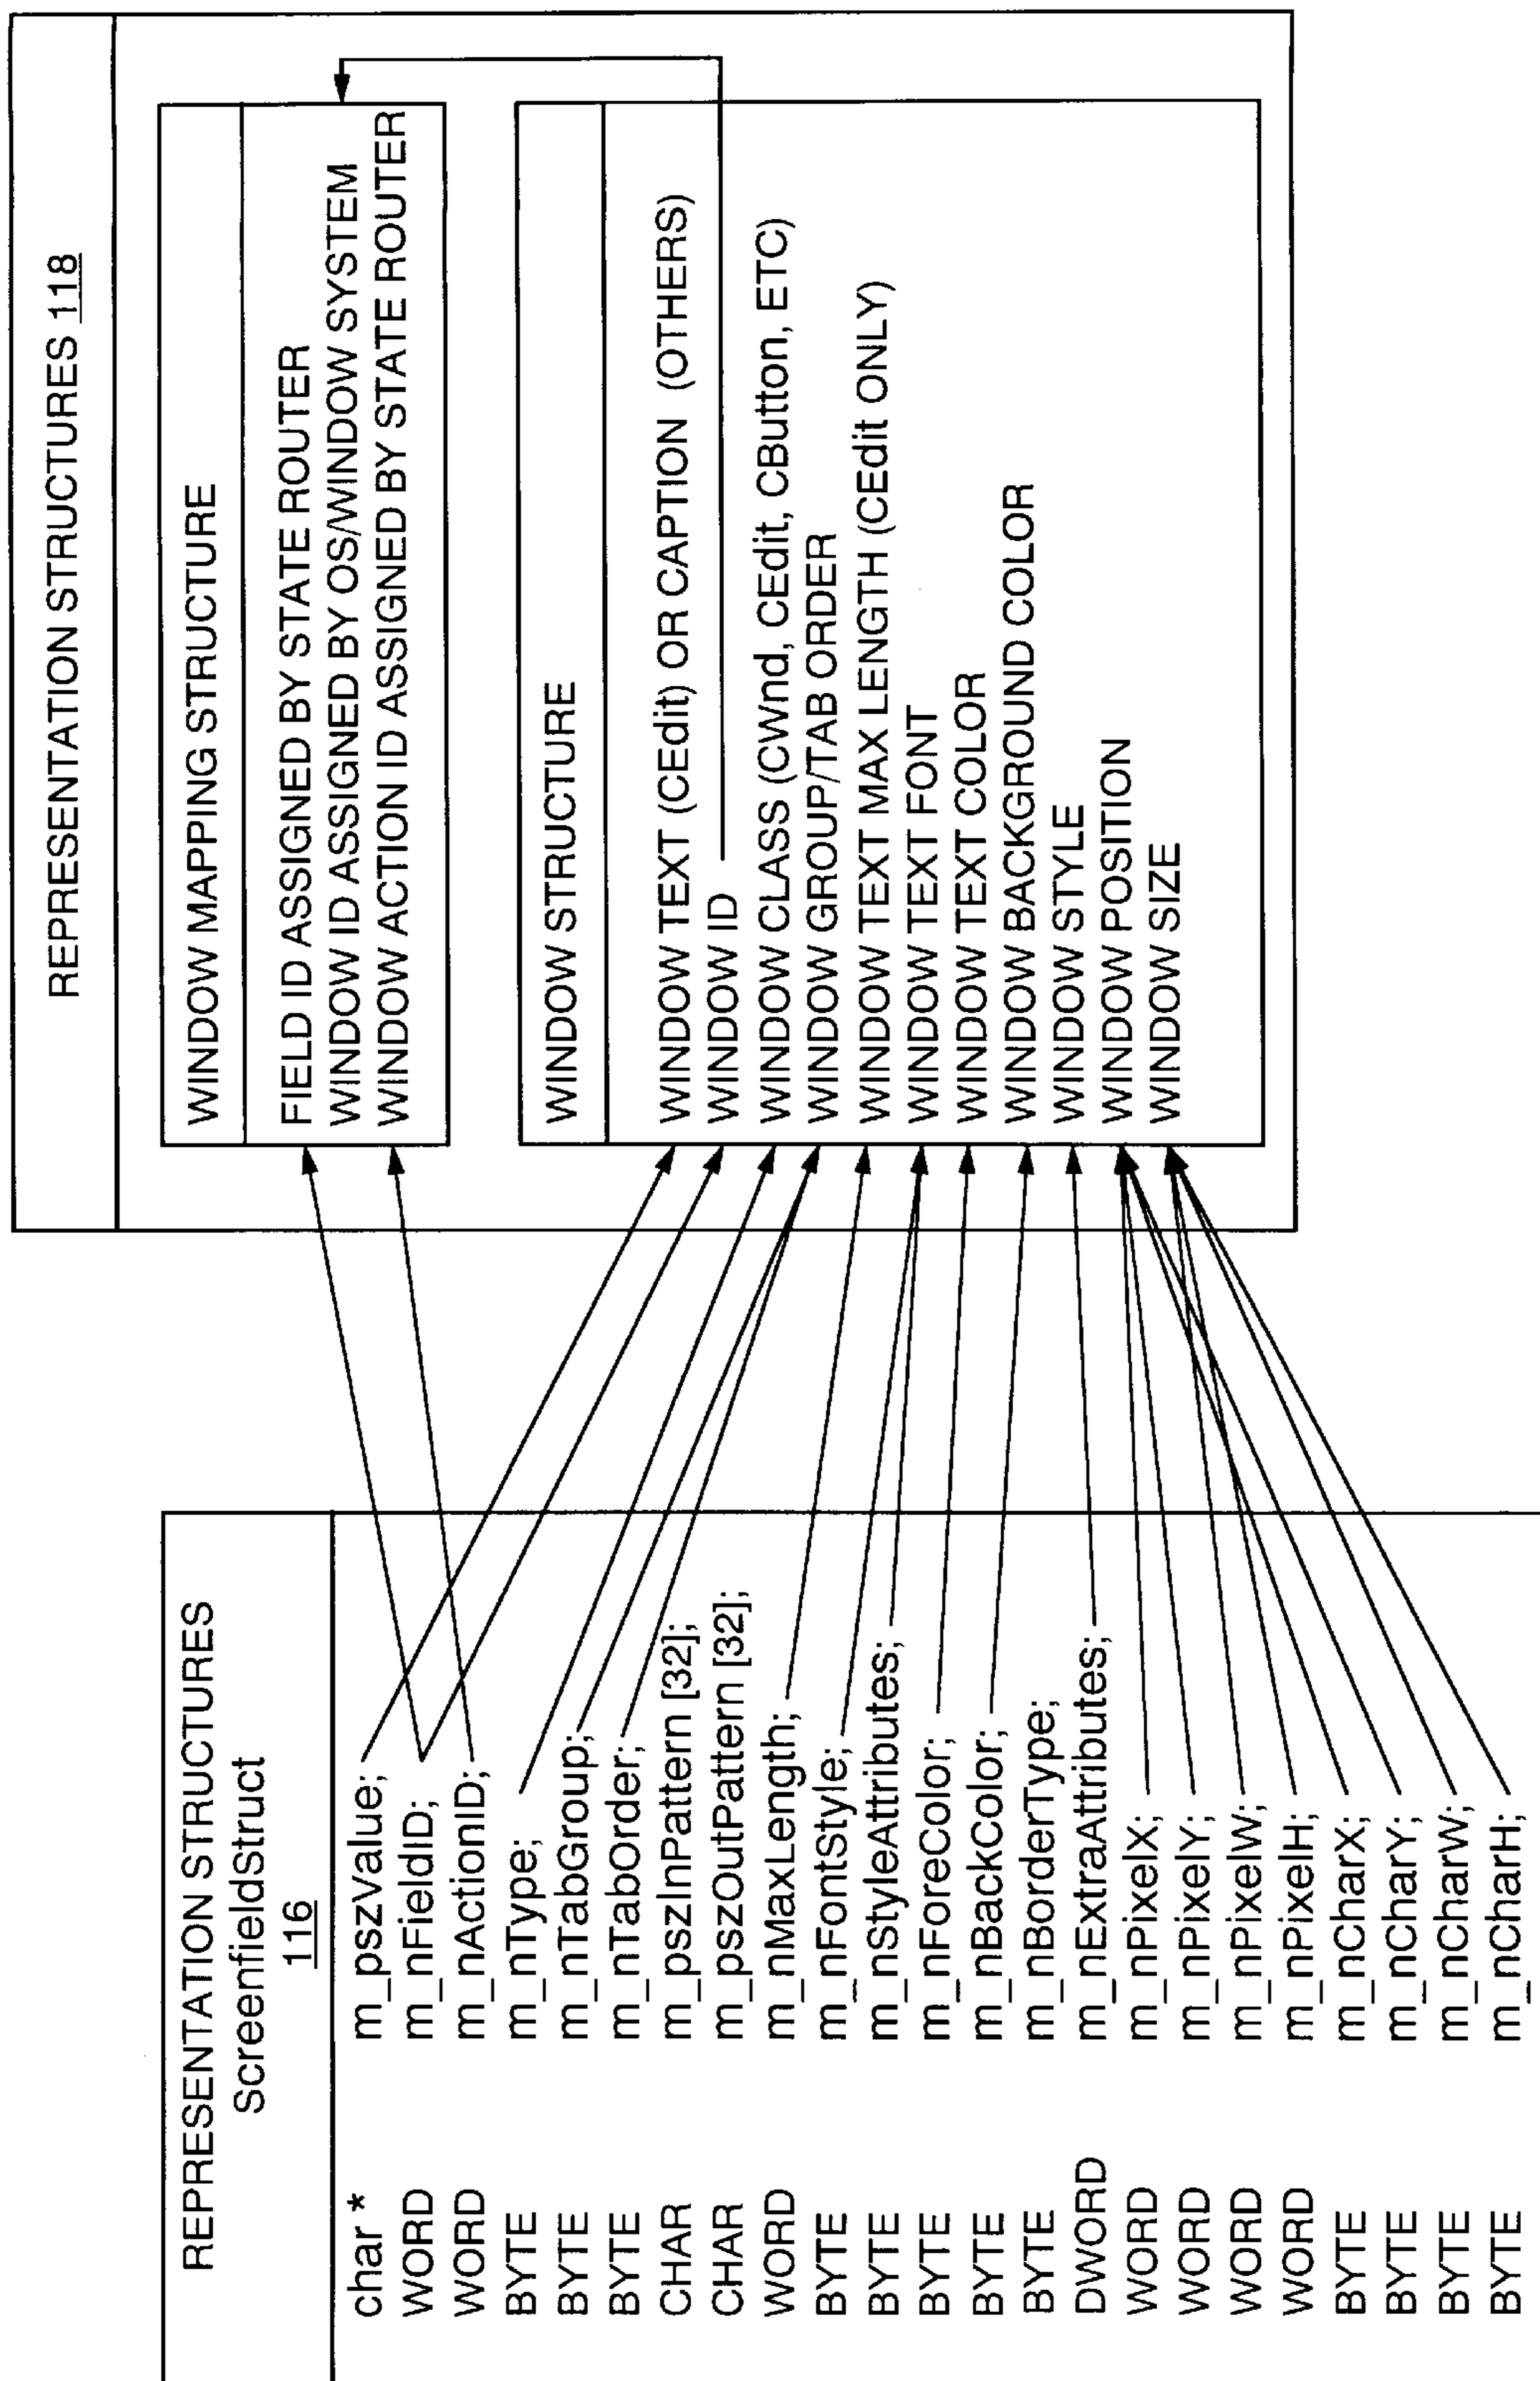 REPRESENTATION STRUCTURES
ScreenfieldStruct
116
char * m_pszValue;
WORD m_nFieldID;
WORD m_nActionID;
BYTE m_nType;
BYTE m_nTabGroup;
BYTE m_nTabOrder;
CHAR m_pszInPattern [32];
CHAR m_pszOutPattern [32];
WORD m_nMaxLength;
BYTE m_nFontStyle;
BYTE m_nStyleAttributes;
BYTE m_nForeColor;
BYTE m_nBackColor;
BYTE m_nBorderType;
DWORD m_nExtraAttributes;
WORD m_nPixelX;
WORD m_nPixelY;
WORD m_nPixelW;
WORD m_nPixelH;
BYTE m_nCharX;
BYTE m_nCharY;
BYTE m_nCharW;
BYTE m_nCharH;
REPRESENTATION STRUCTURES 118
WINDOW MAPPING STRUCTURE
FIELD ID ASSIGNED BY STATE ROUTER
WINDOW ID ASSIGNED BY OS/WINDOW SYSTEM
WINDOW ACTION ID ASSIGNED BY STATE ROUTER
WINDOW STRUCTURE
WINDOW TEXT (CEdit) OR CAPTION (OTHERS)
WINDOW ID
WINDOW CLASS (CWnd, CEdit, CButton, ETC)
WINDOW GROUP/TAB ORDER
WINDOW TEXT MAX LENGTH (CEdit ONLY)
WINDOW TEXT FONT
WINDOW TEXT COLOR
WINDOW BACKGROUND COLOR
WINDOW STYLE
WINDOW POSITION
WINDOW SIZE